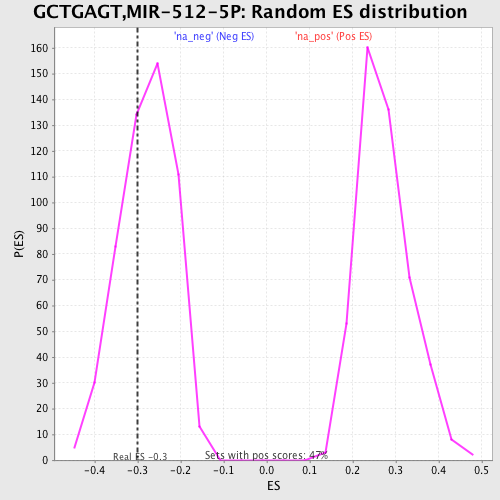 GCTGAGT,MIR-512-5P: Random ES distribution
'na_neg' (Neg ES)
'na_pos' (Pos ES)
160
150
140
130
120
110
100
90
80
70
60
50
40
30
20
10
0
P(ES)
Real ES -0.3
Sets with pos scores: 47%
-0.4 -0.3 -0.2 -0.1 0.0 0.1 0.2 0.3 0.4 0.5
ES